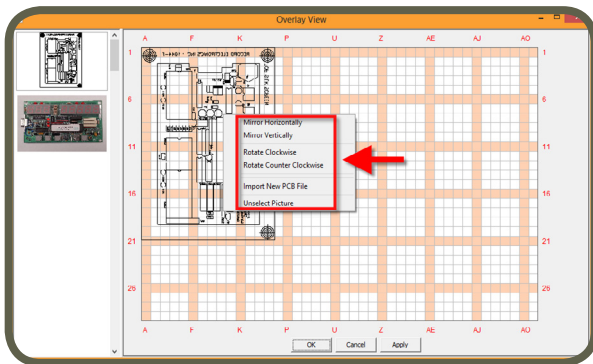 Overlay View
A F K P U Z AE AJ AO
1 1
6 6
Mirror Horizontally
Mirror Vertically
11 11
Rotate Clockwise
Rotate Counter Clockwise
Import New PCB File
16 16
Unselect Picture
21 21
26 26
A F K P U Z AE AJ AO
OK Cancel Apply